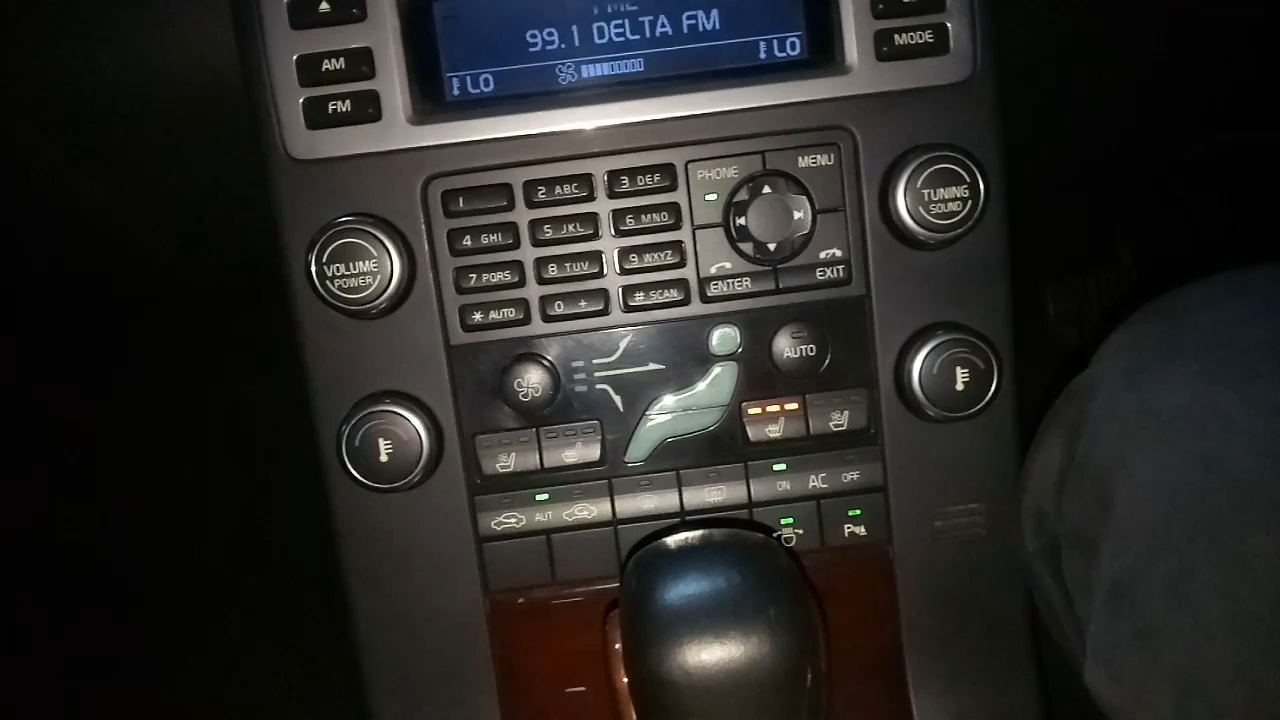 99.1 DELTA FM
LO
LO
AM
FM
MODE
1
2 ABC
3 DEF
4 GHI
5 JKL
6 MNO
7 PQRS
8 TUV
9 WXYZ
* AUTO
0 +
# SCAN
PHONE
MENU
ENTER
EXIT
VOLUME
POWER
TUNING
SOUND
AUTO
AUT
ON AC OFF
P